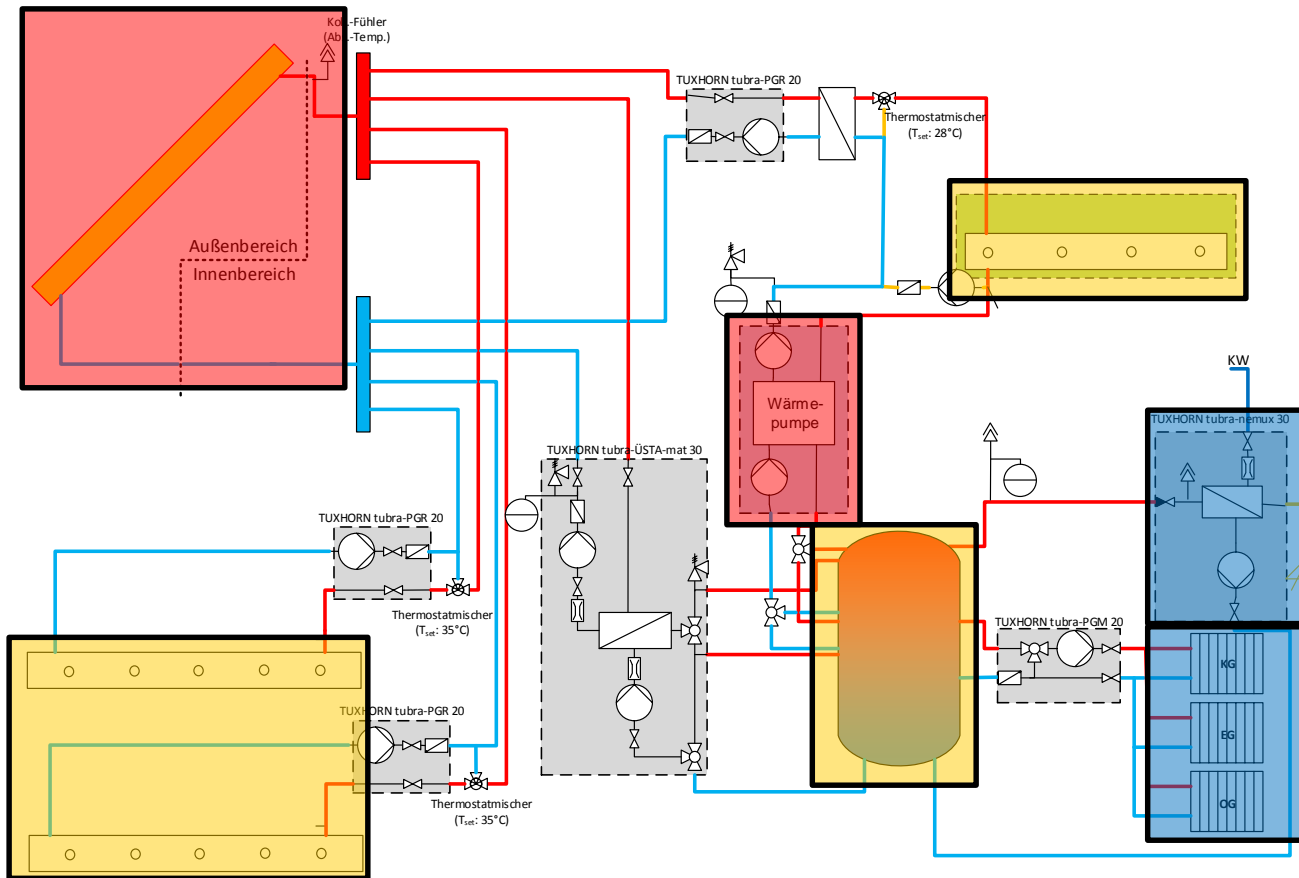 Kol.-Fühler
(Abs.-Temp.)
TUXHORN tubra-PGR 20
Thermostatmischer
(Tset: 28°C)
Außenbereich
Innenbereich
KW
Wärme-
pumpe
TUXHORN tubra-nemux 30
TUXHORN tubra-ÜSTA-mat 30
TUXHORN tubra-PGR 20
Thermostatmischer
(Tset: 35°C)
TUXHORN tubra-PGM 20
KG
TUXHORN tubra-PGR 20
EG
Thermostatmischer
(Tset: 35°C)
OG